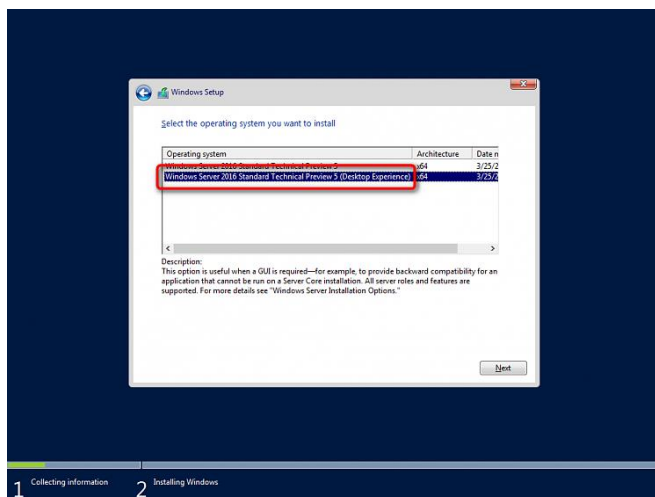 Windows Setup
Select the operating system you want to install
Operating system Architecture Date n
Windows Server 2016 Standard Technical Preview 5 x64 3/25/2
Windows Server 2016 Standard Technical Preview 5 (Desktop Experience) x64 3/25/2
Description:
This option is useful when a GUI is required—for example, to provide backward compatibility for an
application that cannot be run on a Server Core installation. All server roles and features are
supported. For more details see "Windows Server Installation Options."
Next
1 Collecting information 2 Installing Windows